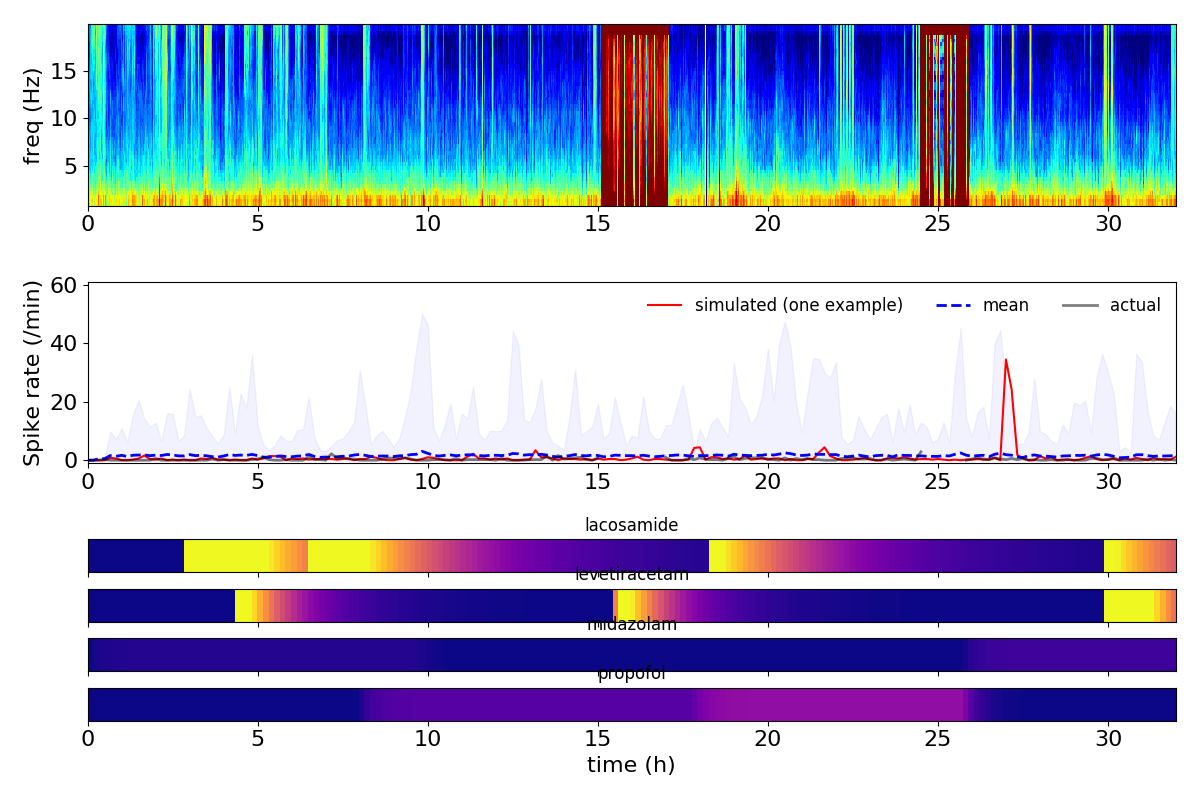 freq (Hz)
15
10
5
0 5 10 15 20 25 30
Spike rate (/min)
60
40
20
0
simulated (one example) mean actual
0 5 10 15 20 25 30
lacosamide
levetiracetam
midazolam
propofol
0 5 10 15 20 25 30
time (h)